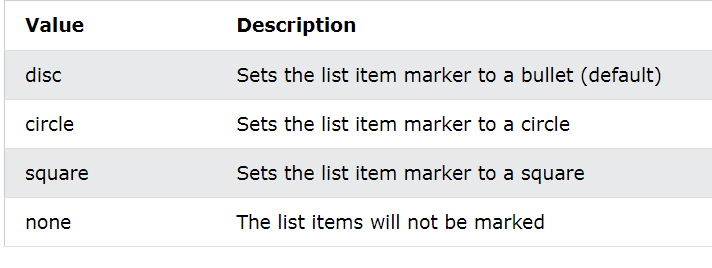 Value Description
disc Sets the list item marker to a bullet (default)
circle Sets the list item marker to a circle
square Sets the list item marker to a square
none The list items will not be marked